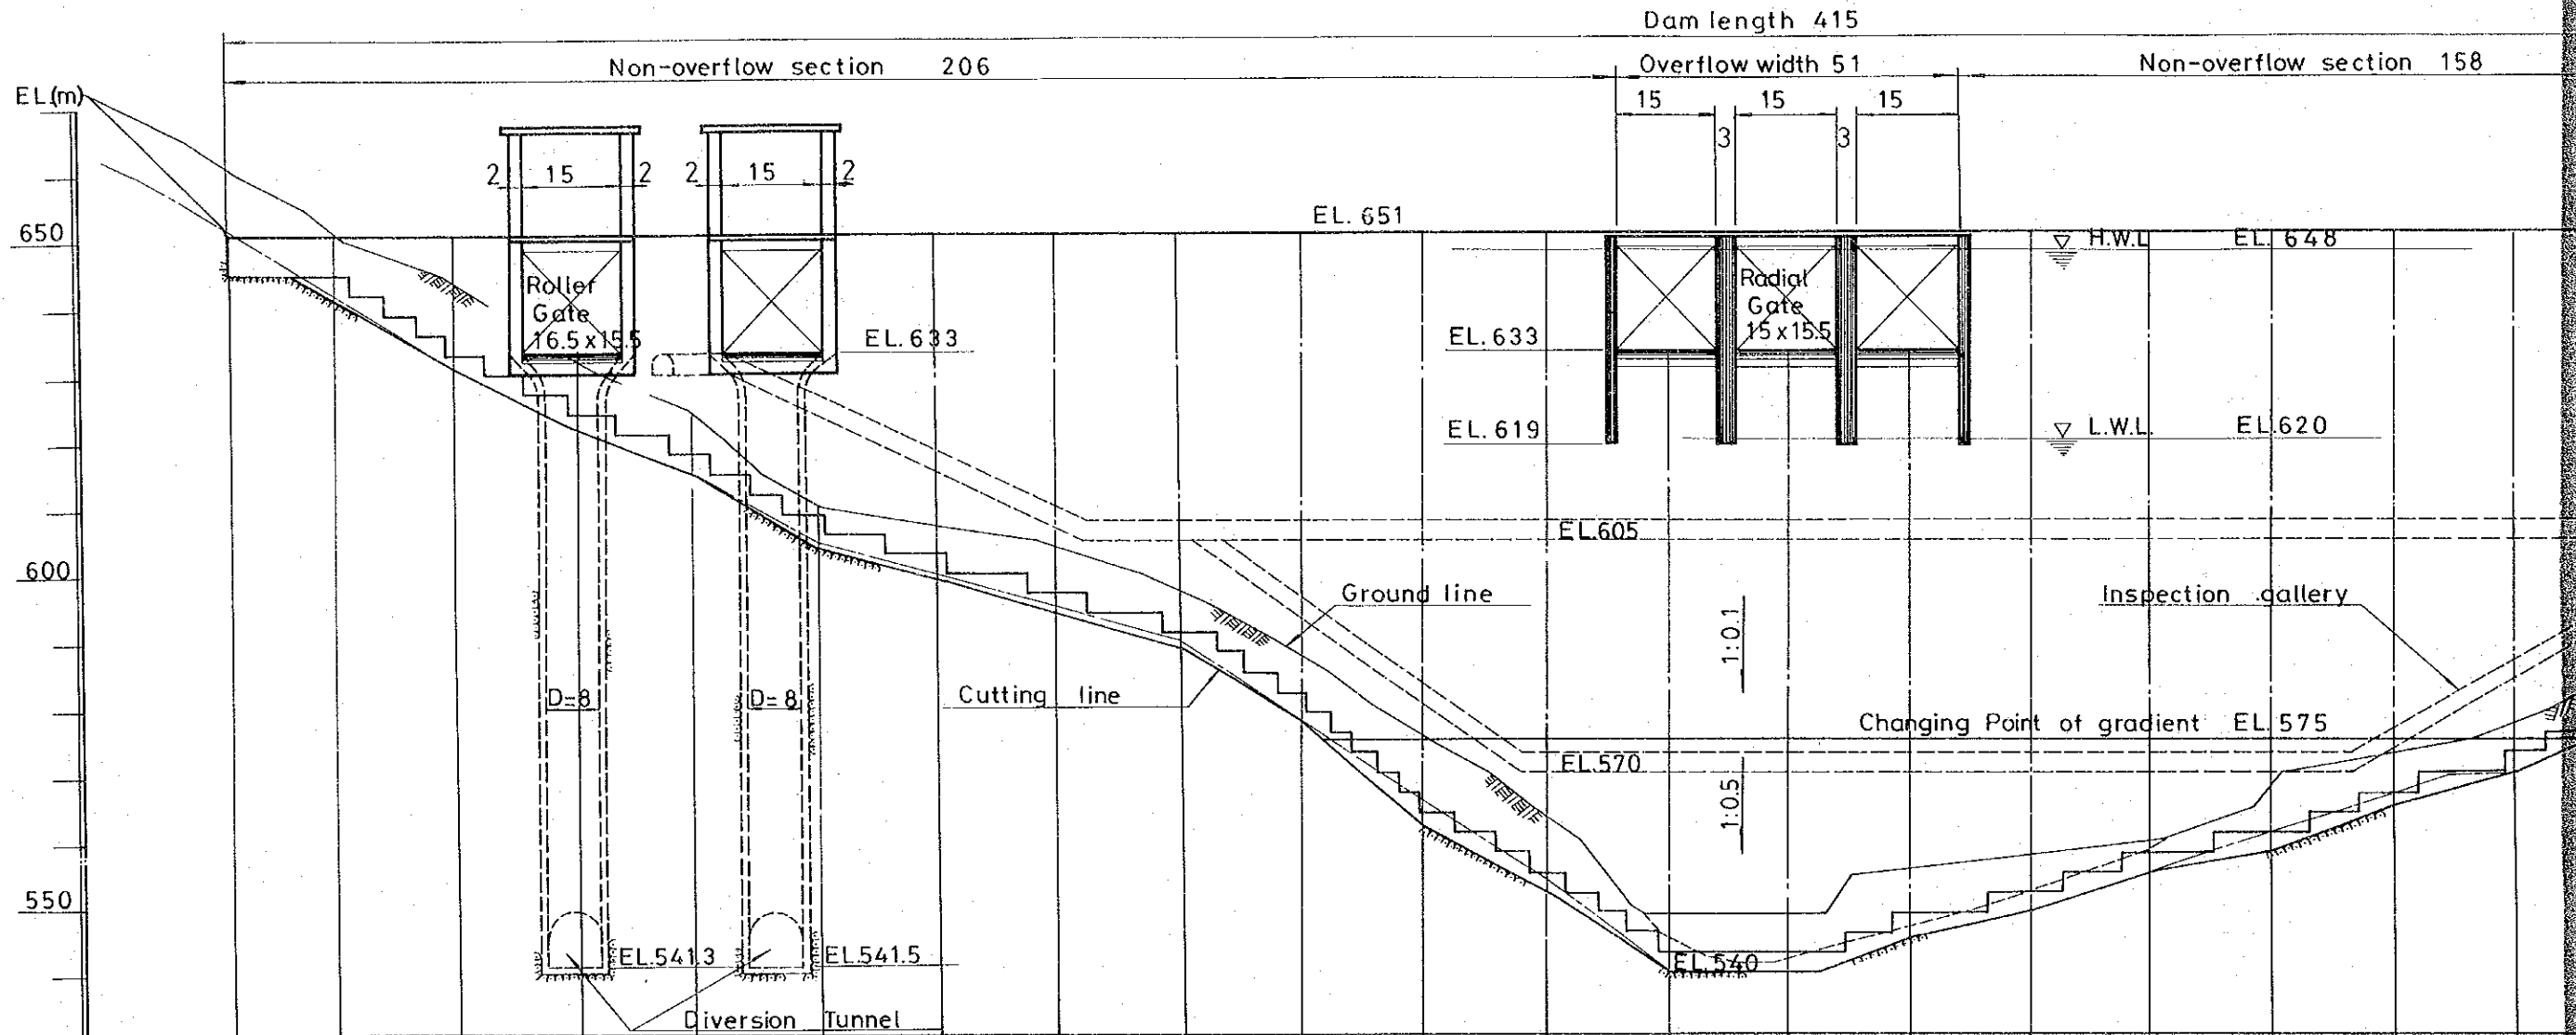 Dam length 415
Non-overflow section 206
Overflow width 51
Non-overflow section 158
EL(m)
15 15 15
3 3
2 15 2 2 15 2
EL. 651
650
H.W.L EL. 648
Roller
Gate
16.5 x 15.5
Radial
Gate
15 x 15.5
EL.633
EL.633
EL.619
L.W.L. EL.620
EL.605
600
Ground line
Inspection gallery
1:0.1
D=8
D=8
Cutting line
Changing Point of gradient EL.575
EL.570
1:0.5
550
EL.541.3
EL.541.5
EL.540
Diversion Tunnel